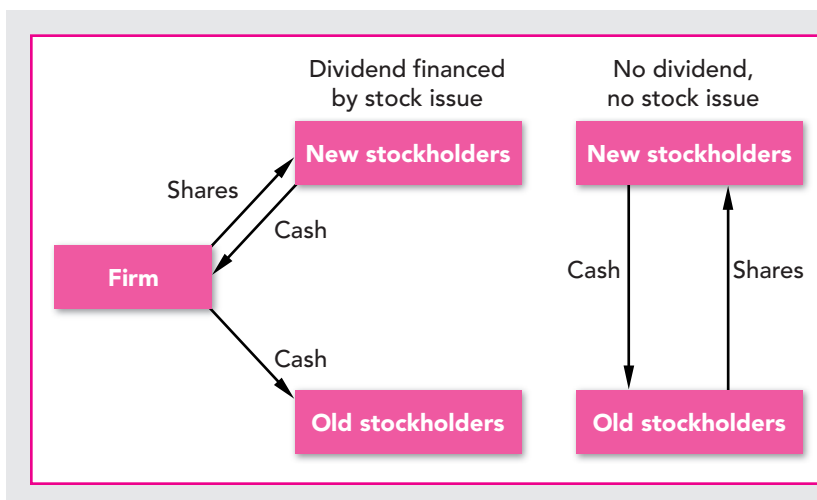 Dividend financed
by stock issue
New stockholders
Shares
Cash
Firm
Cash
Old stockholders
No dividend,
no stock issue
New stockholders
Cash
Shares
Old stockholders